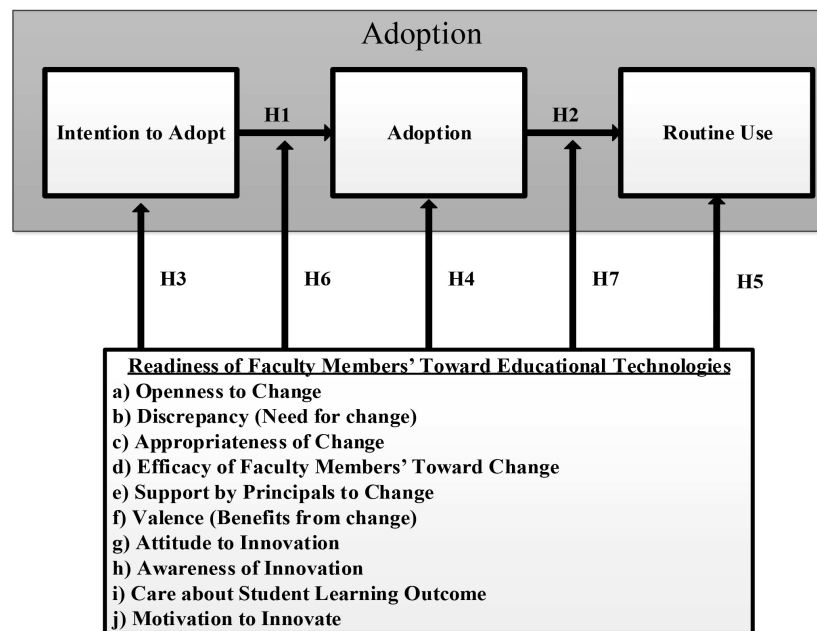 Adoption
Intention to Adopt
H1
Adoption
H2
Routine Use
H3
H6
H4
H7
H5
Readiness of Faculty Members' Toward Educational Technologies
a) Openness to Change
b) Discrepancy (Need for change)
c) Appropriateness of Change
d) Efficacy of Faculty Members' Toward Change
e) Support by Principals to Change
f) Valence (Benefits from change)
g) Attitude to Innovation
h) Awareness of Innovation
i) Care about Student Learning Outcome
j) Motivation to Innovate